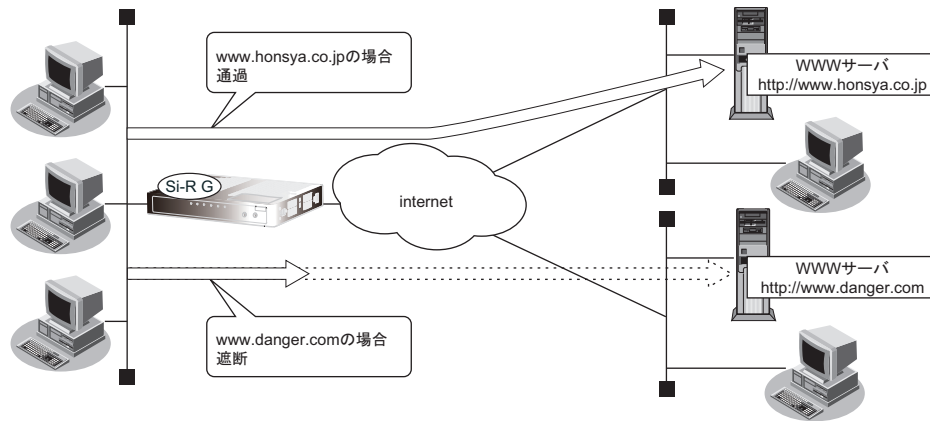 www.honsya.co.jpの場合
通過
WWWサーバ
http://www.honsya.co.jp
Si-R G
internet
WWWサーバ
http://www.danger.com
www.danger.comの場合
遮断